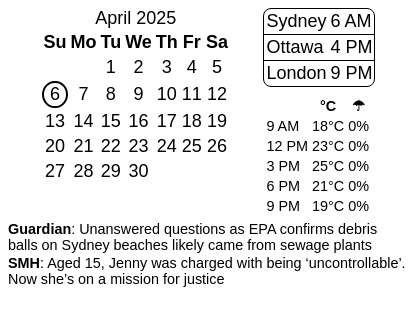 April 2025
Su Mo Tu We Th Fr Sa
1 2 3 4 5
6 7 8 9 10 11 12
13 14 15 16 17 18 19
20 21 22 23 24 25 26
27 28 29 30
Sydney 6 AM
Ottawa 4 PM
London 9 PM
°C ☂
9 AM 18°C 0%
12 PM 23°C 0%
3 PM 25°C 0%
6 PM 21°C 0%
9 PM 19°C 0%
Guardian: Unanswered questions as EPA confirms debris
balls on Sydney beaches likely came from sewage plants
SMH: Aged 15, Jenny was charged with being ‘uncontrollable’.
Now she’s on a mission for justice